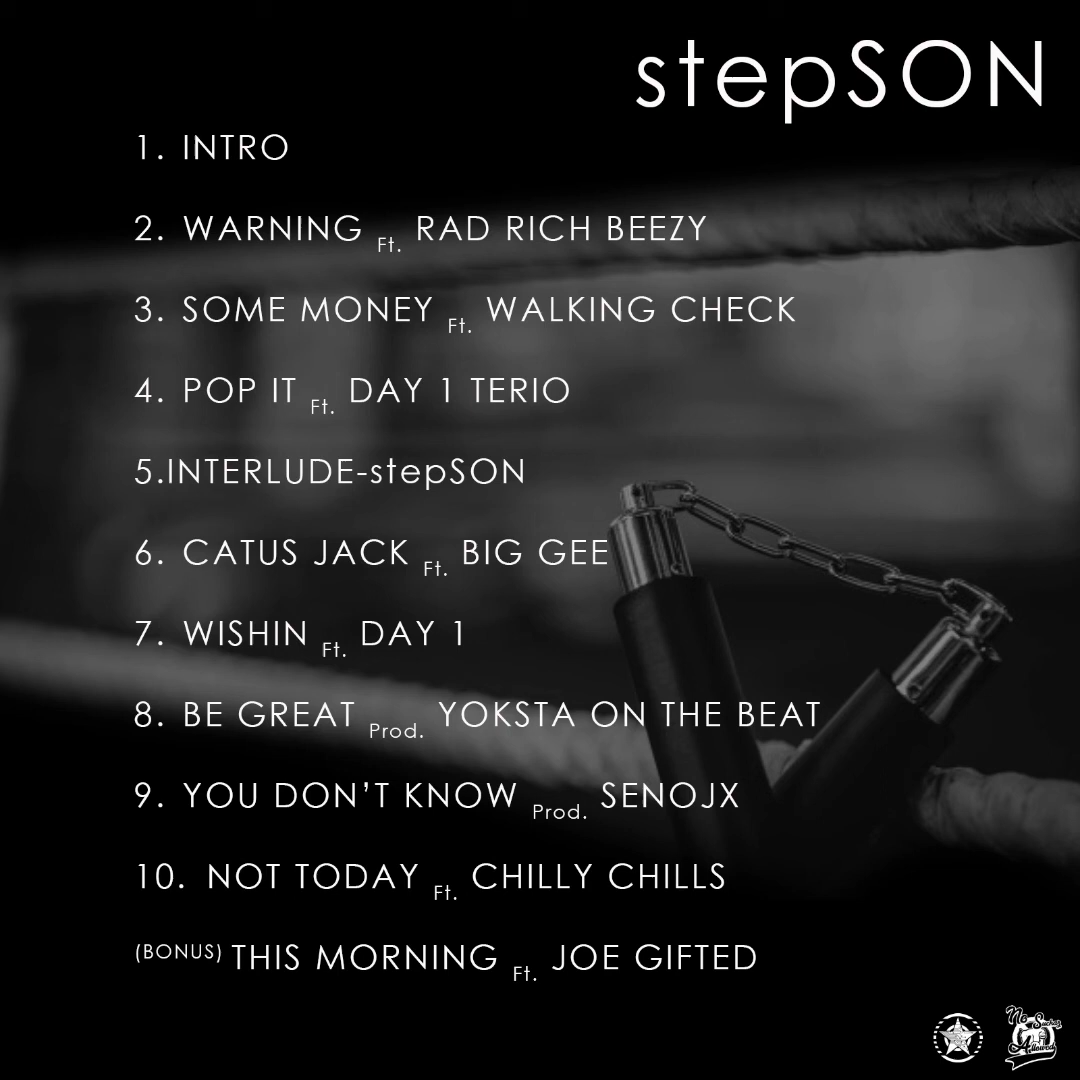 stepSON
1. INTRO
2. WARNING Ft. RAD RICH BEEZY
3. SOME MONEY Ft. WALKING CHECK
4. POP IT Ft. DAY 1 TERIO
5.INTERLUDE-stepSON
6. CATUS JACK Ft. BIG GEE
7. WISHIN Ft. DAY 1
8. BE GREAT Prod. YOKSTA ON THE BEAT
9. YOU DON’T KNOW Prod. SENOJX
10. NOT TODAY Ft. CHILLY CHILLS
(BONUS) THIS MORNING Ft. JOE GIFTED
No Suckas
Allowed